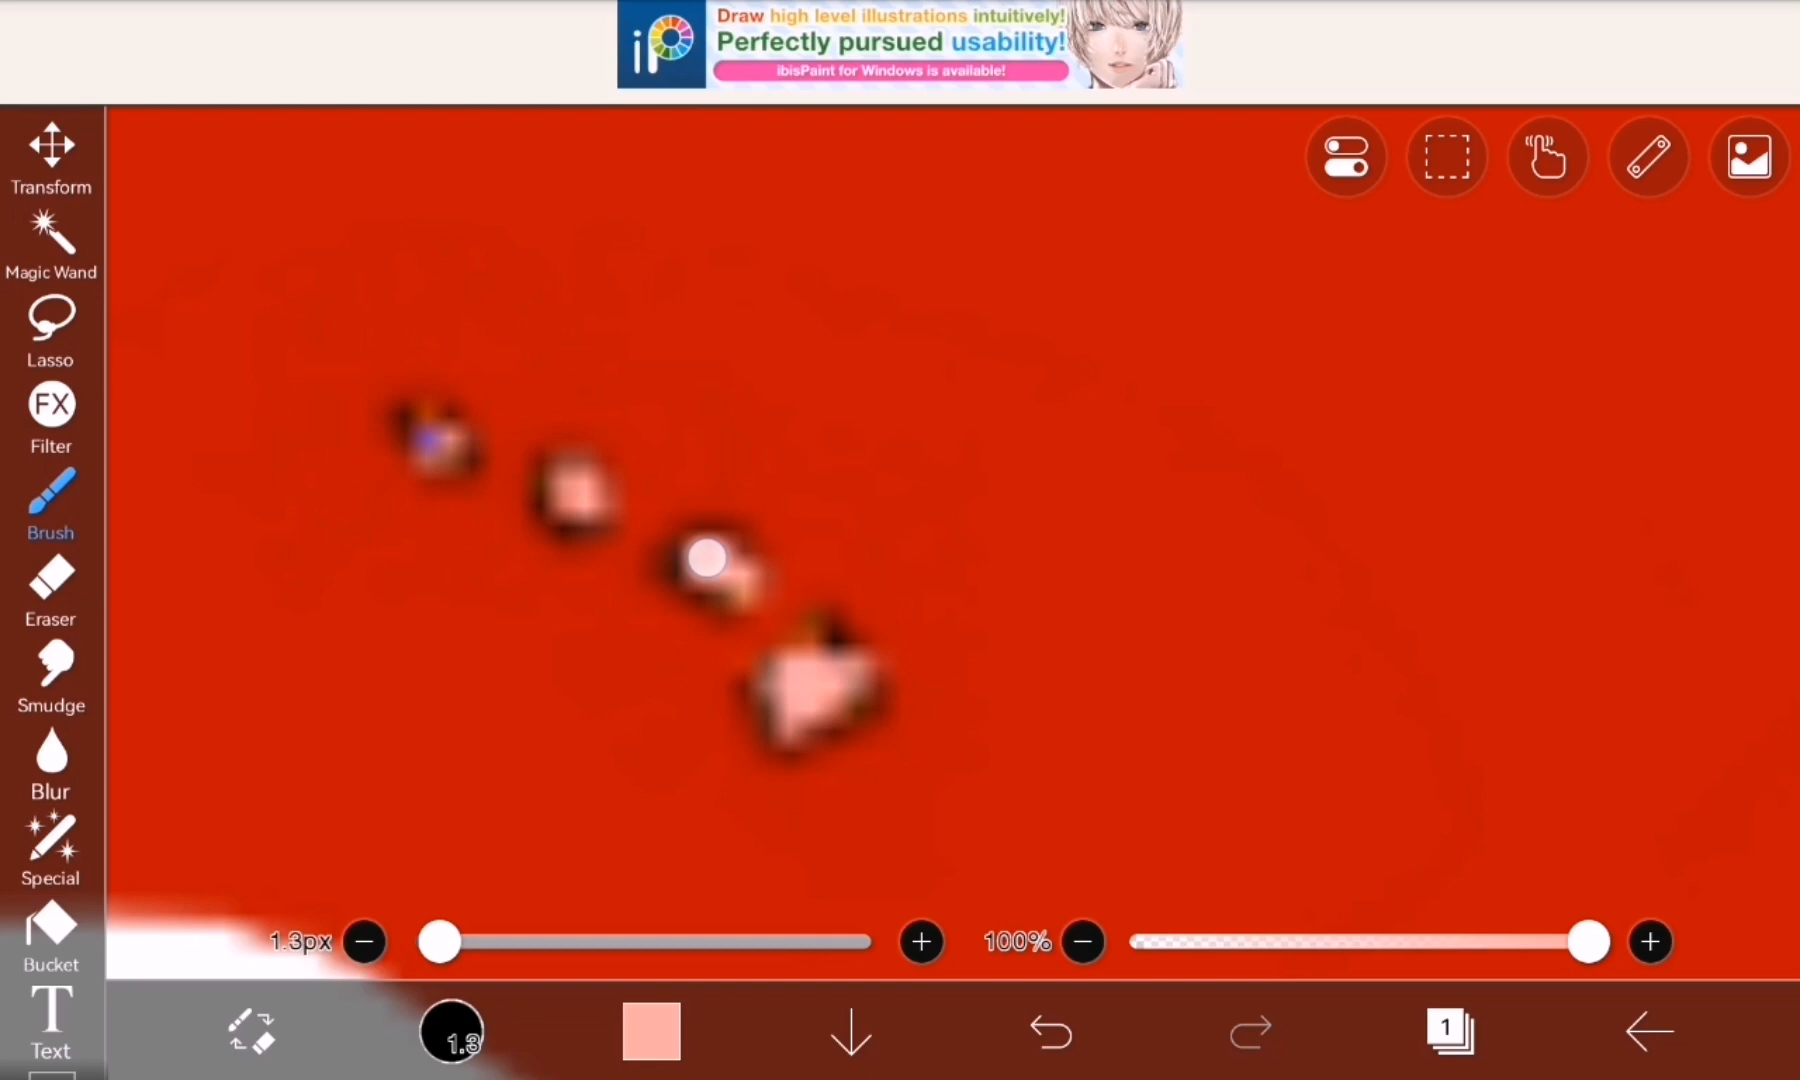 iP
Draw high level illustrations intuitively!
Perfectly pursued usability!
ibisPaint for Windows is available!
Transform
Magic Wand
Lasso
FX
Filter
Brush
Eraser
Smudge
Blur
Special
Bucket
T
Text
1.3px
100%
1.3
1